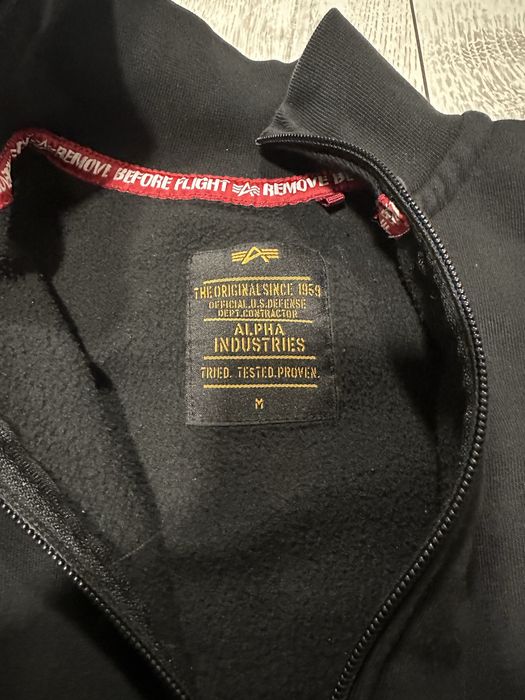 REMOVE BEFORE FLIGHT REMOVE
THE ORIGINAL SINCE 1959
OFFICIAL U.S. DEFENSE
DEPT. CONTRACTOR
ALPHA
INDUSTRIES
TRIED. TESTED. PROVEN.
M